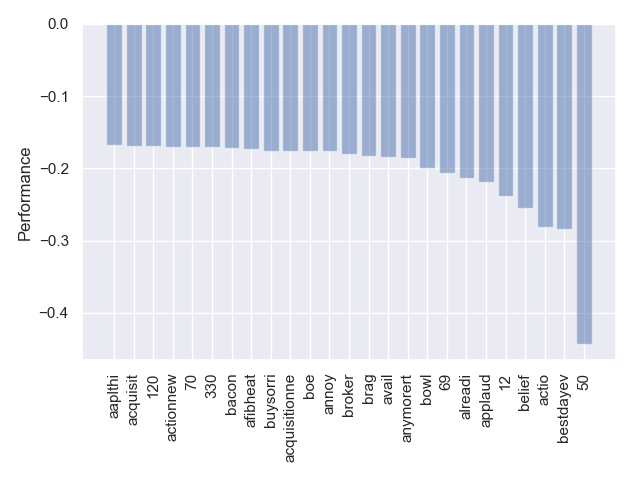 0.0
−0.1
−0.2
−0.3
−0.4
Performance
aaplthi
acquisit
120
actionnew
70
330
bacon
afibheat
buysorri
acquisitionne
boe
annoy
broker
brag
avail
anymorert
bowl
69
alreadi
applaud
12
belief
actio
bestdayev
50